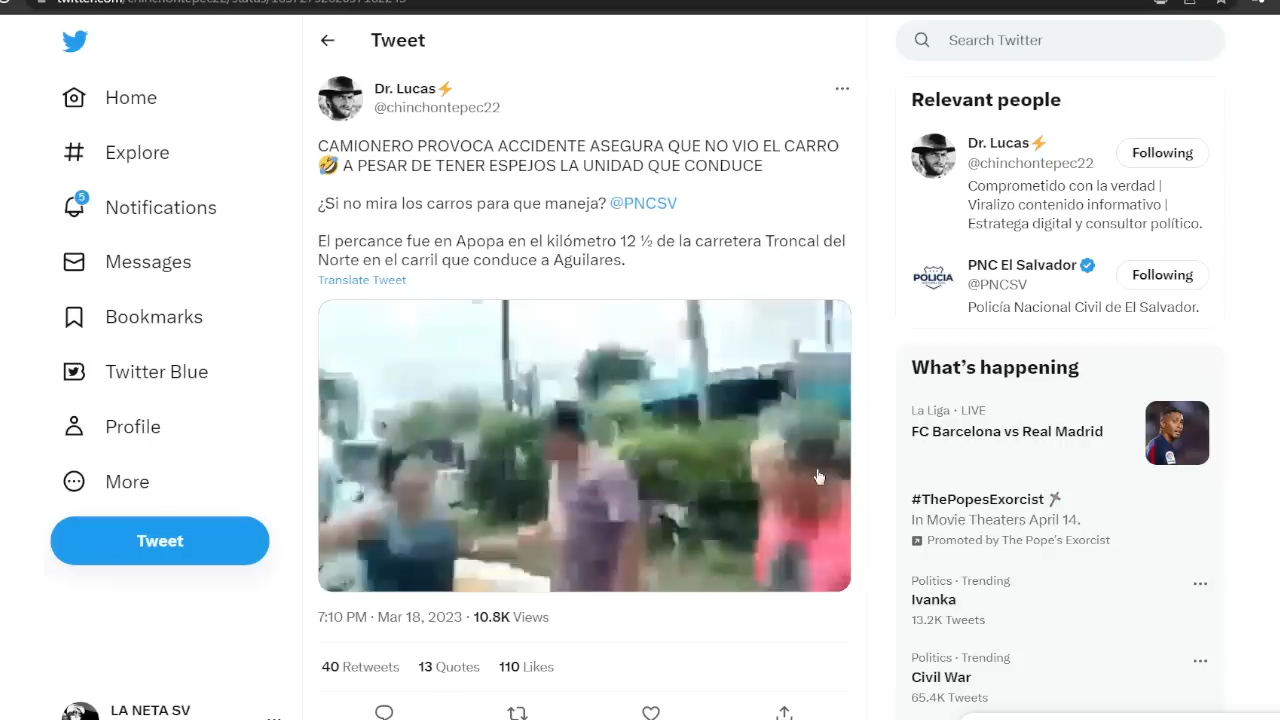 Tweet
Dr. Lucas⚡
@chinchontepec22
CAMIONERO PROVOCA ACCIDENTE ASEGURA QUE NO VIO EL CARRO
🤣 A PESAR DE TENER ESPEJOS LA UNIDAD QUE CONDUCE
¿Si no mira los carros para que maneja? @PNCSV
El percance fue en Apopa en el kilómetro 12 ½ de la carretera Troncal del
Norte en el carril que conduce a Aguilares.
Translate Tweet
7:10 PM · Mar 18, 2023 · 10.8K Views
40 Retweets 13 Quotes 110 Likes
Home
Explore
5
Notifications
Messages
Bookmarks
Twitter Blue
Profile
More
Tweet
LA NETA SV
Search Twitter
Relevant people
Dr. Lucas⚡
@chinchontepec22
Following
Comprometido con la verdad |
Viralizo contenido informativo |
Estratega digital y consultor político.
POLICIA
PNC El Salvador
@PNCSV
Following
Policía Nacional Civil de El Salvador.
What's happening
La Liga · LIVE
FC Barcelona vs Real Madrid
#ThePopesExorcist
In Movie Theaters April 14.
Promoted by The Pope's Exorcist
Politics · Trending
Ivanka
13.2K Tweets
Politics · Trending
Civil War
65.4K Tweets